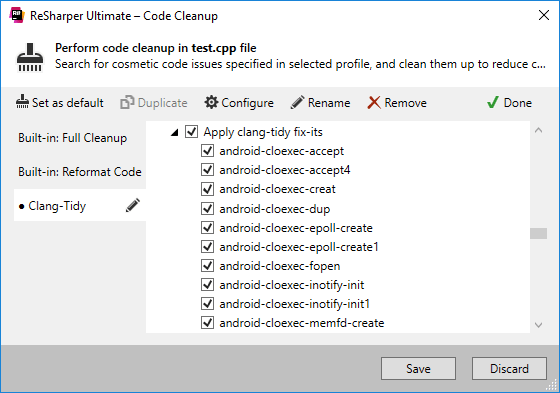 ReSharper Ultimate – Code Cleanup
Perform code cleanup in test.cpp file
Search for cosmetic code issues specified in selected profile, and clean them up to reduce c...
Set as default Duplicate Configure Rename Remove Done
Built-in: Full Cleanup
Built-in: Reformat Code
● Clang-Tidy
Apply clang-tidy fix-its
android-cloexec-accept
android-cloexec-accept4
android-cloexec-creat
android-cloexec-dup
android-cloexec-epoll-create
android-cloexec-epoll-create1
android-cloexec-fopen
android-cloexec-inotify-init
android-cloexec-inotify-init1
android-cloexec-memfd-create
Save Discard